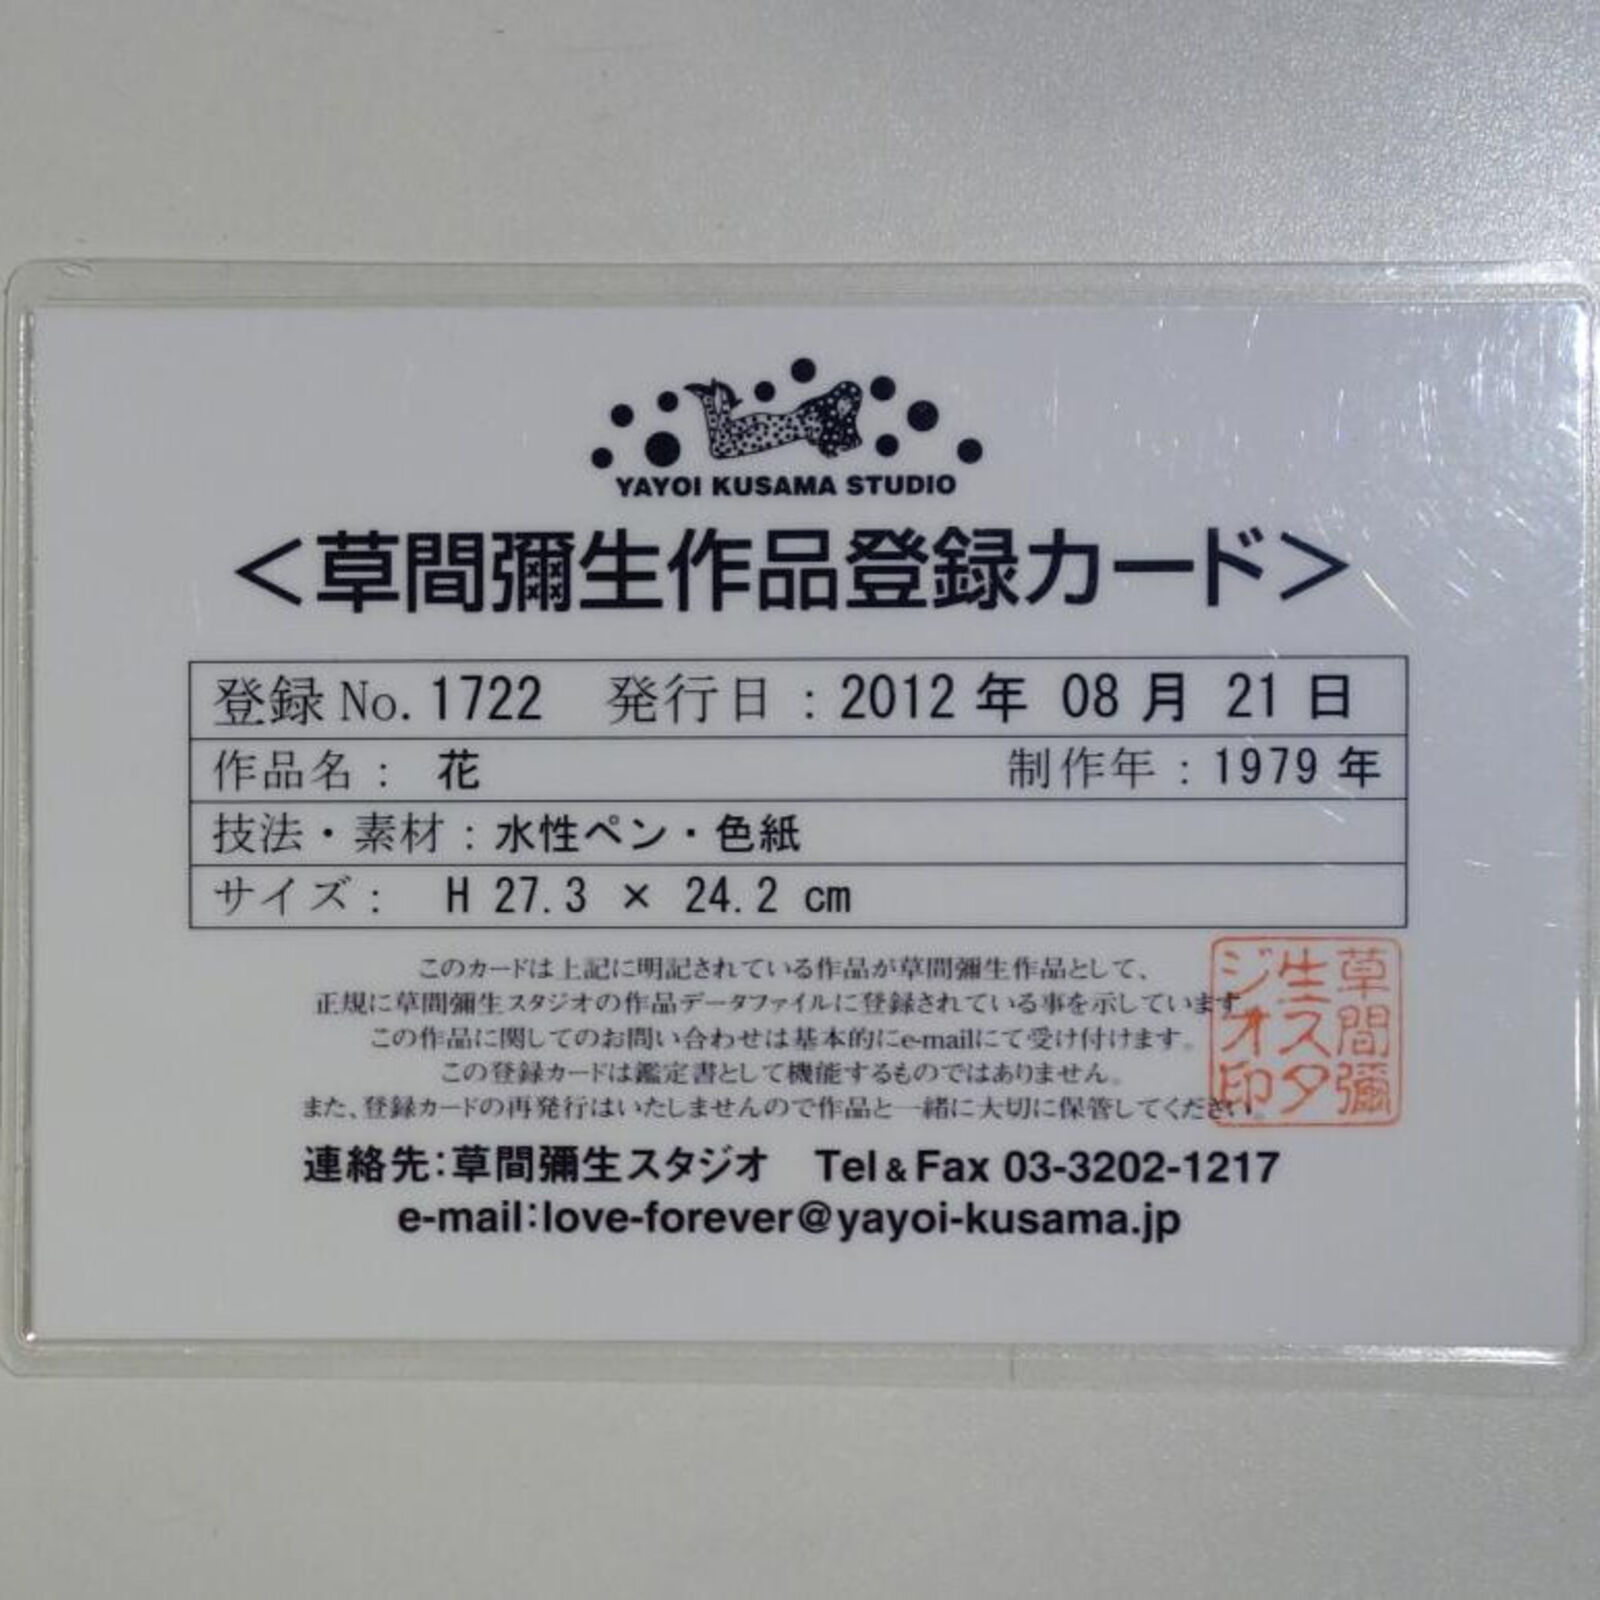 YAYOI KUSAMA STUDIO
＜草間彌生作品登録カード＞
登録 No. 1722　発行日：2012 年 08 月 21 日
作品名： 花　制作年：1979 年
技法・素材：水性ペン・色紙
サイズ： H 27.3 × 24.2 cm
このカードは上記に明記されている作品が草間彌生作品として、
正規に草間彌生スタジオの作品データファイルに登録されている事を示しています。
この作品に関してのお問い合わせは基本的にe-mailにて受け付けます。
この登録カードは鑑定書として機能するものではありません。
また、登録カードの再発行はいたしませんので作品と一緒に大切に保管してください。
草間彌
生スタ
ジオ印
連絡先：草間彌生スタジオ　Tel & Fax 03-3202-1217
e-mail：love-forever@yayoi-kusama.jp